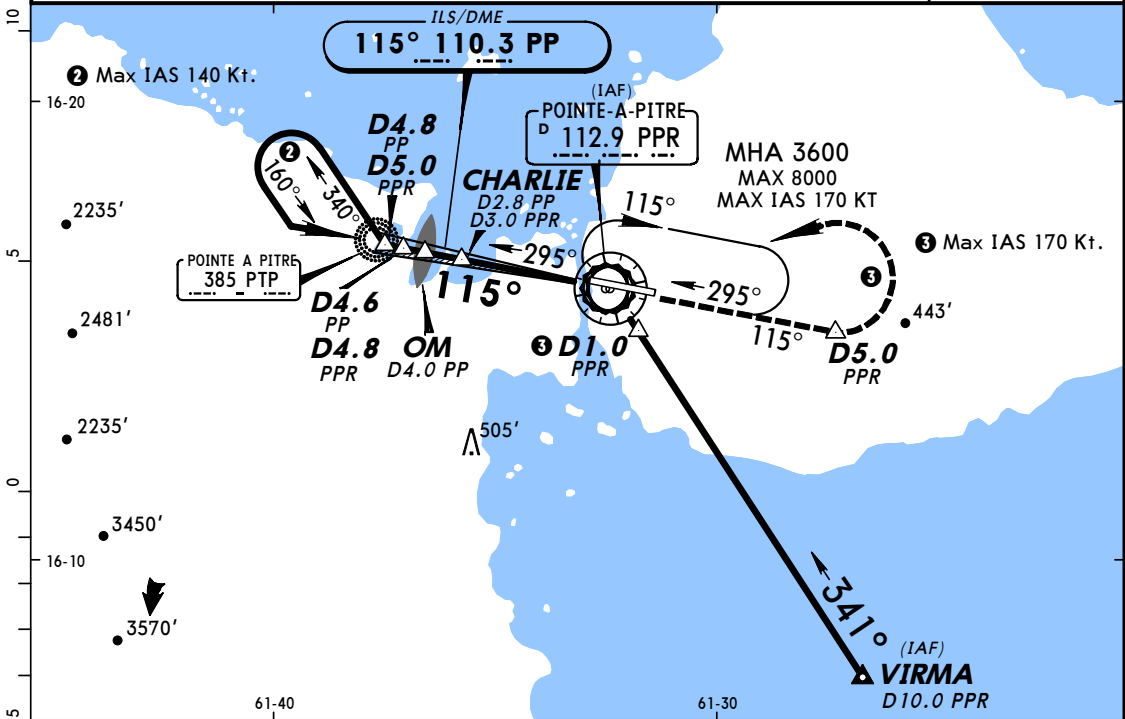 10
ILS/DME
115° 110.3 PP
❷ Max IAS 140 Kt.
16-20
(IAF)
POINTE-A-PITRE
D 112.9 PPR
D4.8
PP
D5.0
PPR
❷
160°
340°
CHARLIE
D2.8 PP
D3.0 PPR
MHA 3600
MAX 8000
MAX IAS 170 KT
115°
2235'
5
295°
❸ Max IAS 170 Kt.
POINTE A PITRE
385 PTP
115°
295°
❸
443'
D4.6
PP
D4.8
PPR
OM
D4.0 PP
❸ D1.0
PPR
115°
D5.0
PPR
2481'
2235'
505'
0
3450'
16-10
3570'
341°
(IAF)
VIRMA
D10.0 PPR
61-40
61-30
5